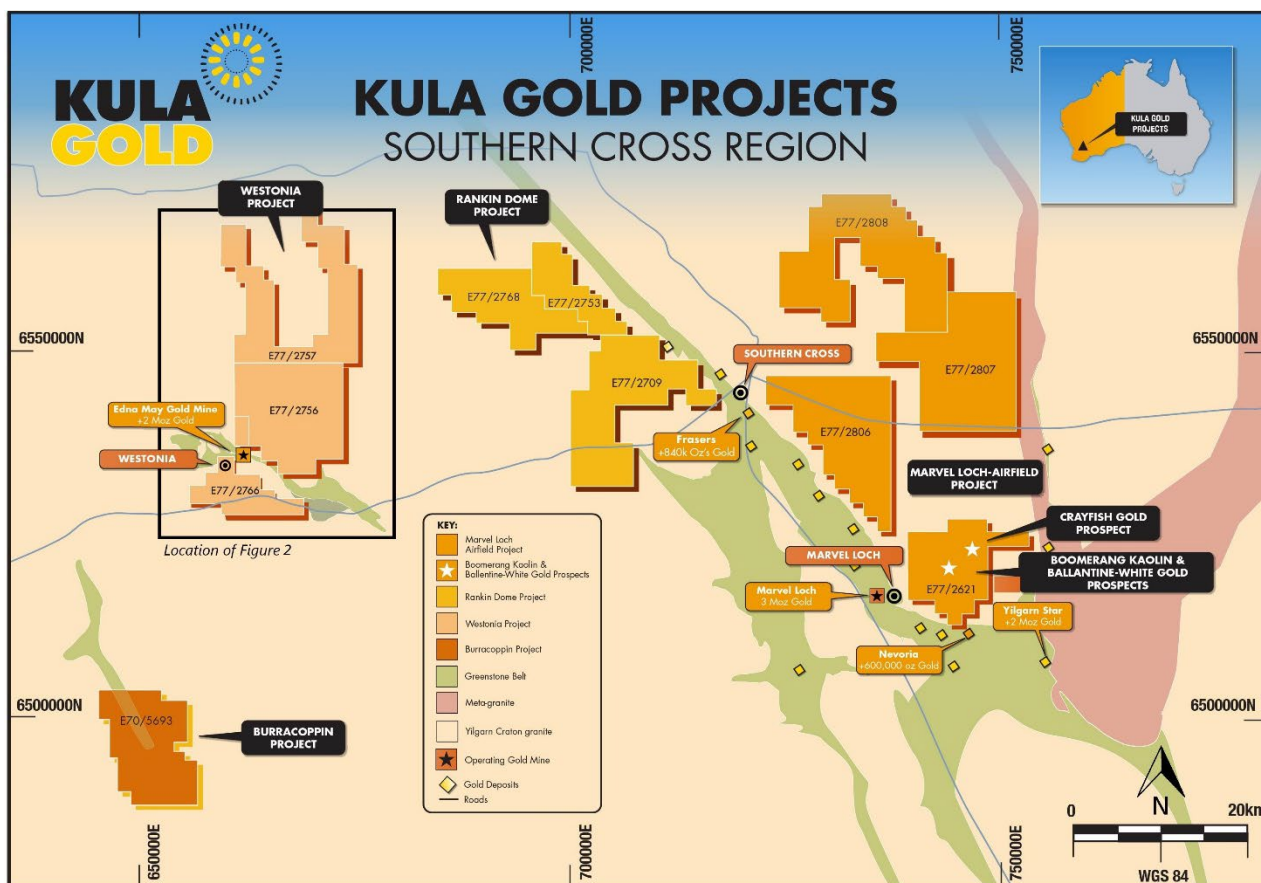 KULA
GOLD
KULA GOLD PROJECTS
SOUTHERN CROSS REGION
700000E
750000E
KULA GOLD
PROJECTS
WESTONIA
PROJECT
RANKIN DOME
PROJECT
E77/2808
E77/2768
E77/2753
6550000N
6550000N
E77/2757
SOUTHERN CROSS
E77/2709
E77/2807
Edna May Gold Mine
+2 Moz Gold
E77/2756
Frasers
+840k Oz's Gold
E77/2806
WESTONIA
E77/2766
MARVEL LOCH-AIRFIELD
PROJECT
Location of Figure 2
CRAYFISH GOLD
PROSPECT
MARVEL LOCH
BOOMERANG KAOLIN &
BALLANTINE-WHITE GOLD
PROSPECTS
E77/2621
Marvel Loch
3 Moz Gold
Yilgarn Star
+2 Moz Gold
Nevoria
+600,000 oz Gold
KEY:
Marvel Loch
Airfield Project
Boomerang Kaolin &
Ballentine-White Gold Prospects
Rankin Dome Project
Westonia Project
Burracoppin Project
Greenstone Belt
Meta-granite
Yilgarn Craton granite
Operating Gold Mine
Gold Deposits
Roads
6500000N
6500000N
E70/5693
BURRACOPPIN
PROJECT
N
0
20km
WGS 84
650000E
700000E
750000E